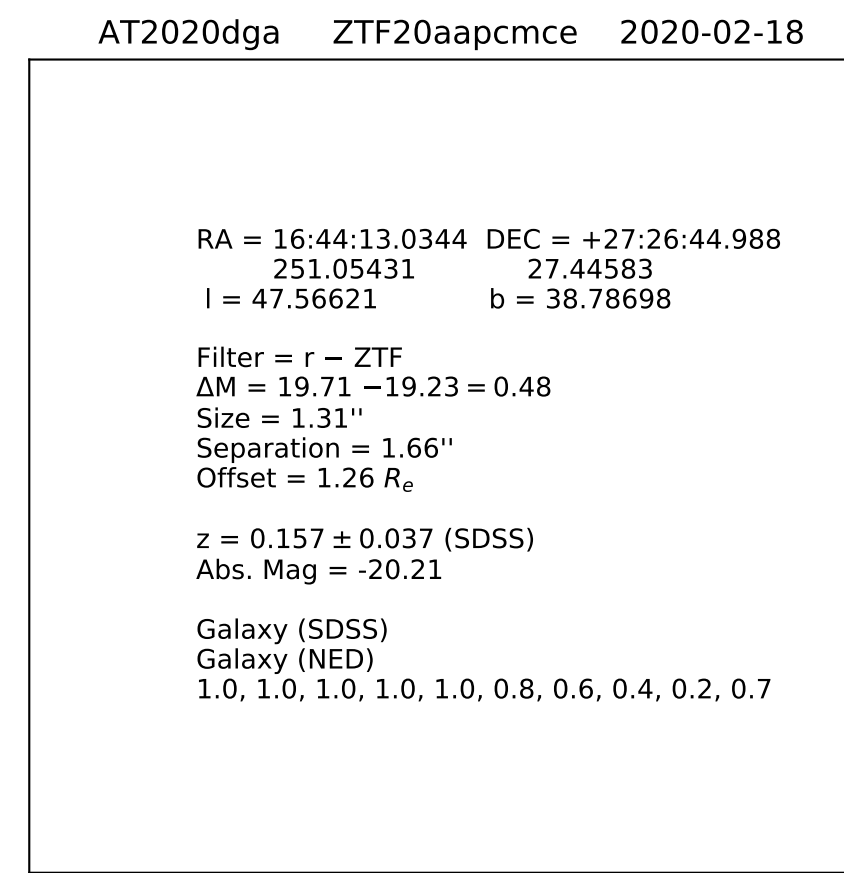 AT2020dga ZTF20aapcmce 2020-02-18
RA = 16:44:13.0344 DEC = +27:26:44.988
251.05431 27.44583
l = 47.56621 b = 38.78698
Filter = r − ZTF
ΔM = 19.71 −19.23 = 0.48
Size = 1.31''
Separation = 1.66''
Offset = 1.26 Rₑ
z = 0.157 ± 0.037 (SDSS)
Abs. Mag = -20.21
Galaxy (SDSS)
Galaxy (NED)
1.0, 1.0, 1.0, 1.0, 1.0, 0.8, 0.6, 0.4, 0.2, 0.7